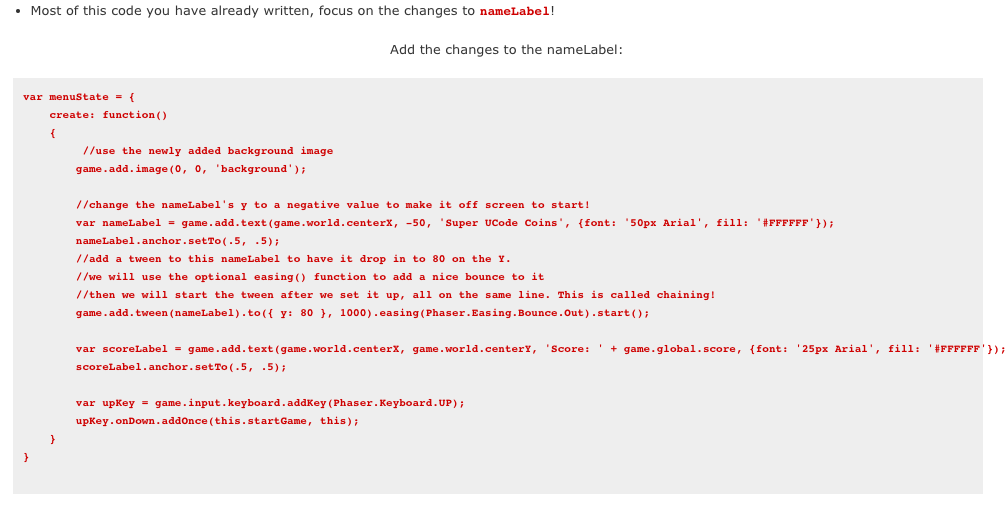 • Most of this code you have already written, focus on the changes to nameLabel!
Add the changes to the nameLabel:
var menuState = {
    create: function()
    {
         //use the newly added background image
        game.add.image(0, 0, 'background');

        //change the nameLabel's y to a negative value to make it off screen to start!
        var nameLabel = game.add.text(game.world.centerX, -50, 'Super UCode Coins', {font: '50px Arial', fill: '#FFFFFF'});
        nameLabel.anchor.setTo(.5, .5);
        //add a tween to this nameLabel to have it drop in to 80 on the Y.
        //we will use the optional easing() function to add a nice bounce to it
        //then we will start the tween after we set it up, all on the same line. This is called chaining!
        game.add.tween(nameLabel).to({ y: 80 }, 1000).easing(Phaser.Easing.Bounce.Out).start();

        var scoreLabel = game.add.text(game.world.centerX, game.world.centerY, 'Score: ' + game.global.score, {font: '25px Arial', fill: '#FFFFFF'});
        scoreLabel.anchor.setTo(.5, .5);

        var upKey = game.input.keyboard.addKey(Phaser.Keyboard.UP);
        upKey.onDown.addOnce(this.startGame, this);
    }
}